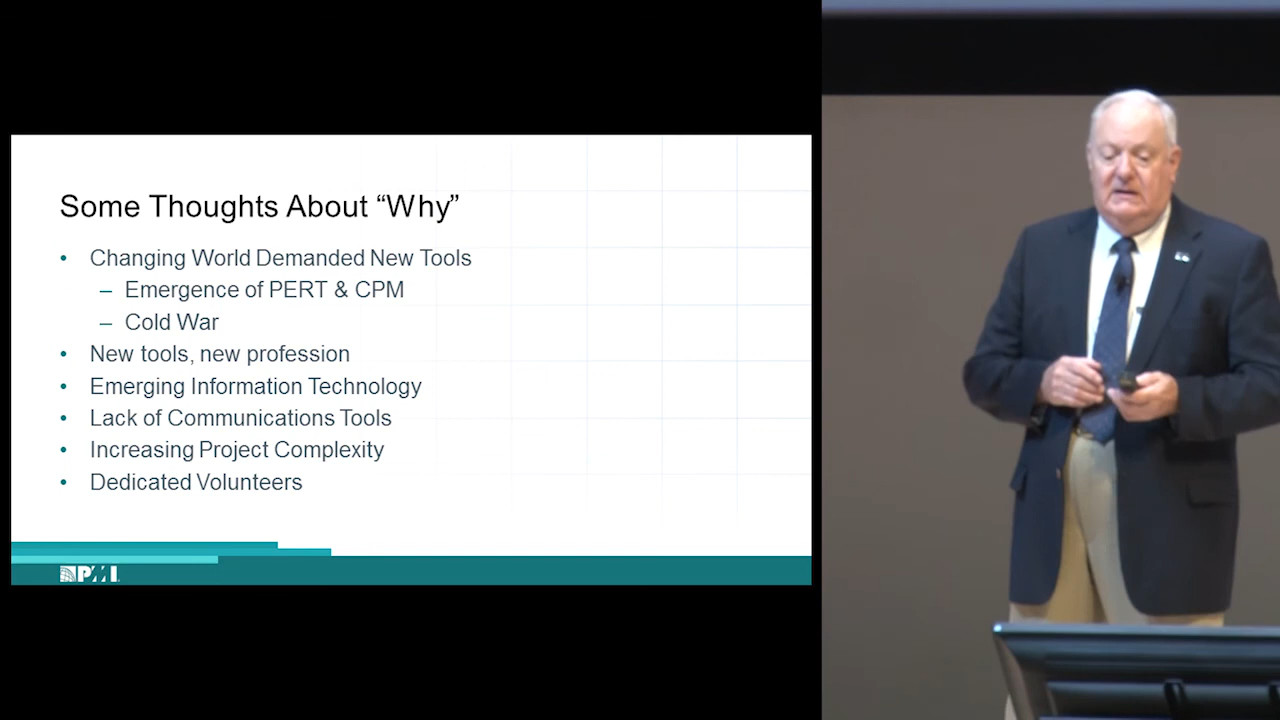 Some Thoughts About “Why”
• Changing World Demanded New Tools
– Emergence of PERT & CPM
– Cold War
• New tools, new profession
• Emerging Information Technology
• Lack of Communications Tools
• Increasing Project Complexity
• Dedicated Volunteers
PMI